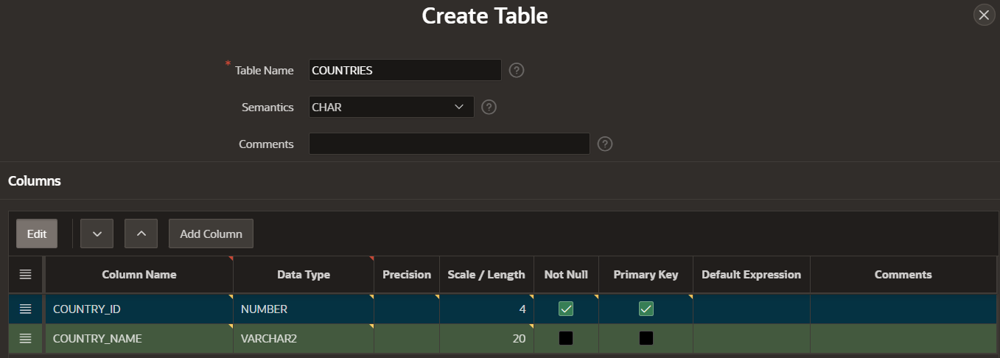 Create Table
* Table Name COUNTRIES ?
Semantics CHAR ?
Comments ?
Columns
Edit Add Column
Column Name Data Type Precision Scale / Length Not Null Primary Key Default Expression Comments
COUNTRY_ID NUMBER 4
COUNTRY_NAME VARCHAR2 20